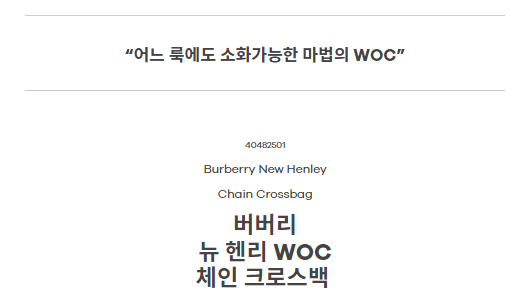 “어느 룩에도 소화가능한 마법의 WOC”
40482501
Burberry New Henley
Chain Crossbag
버버리
뉴 헨리 WOC
체인 크로스백